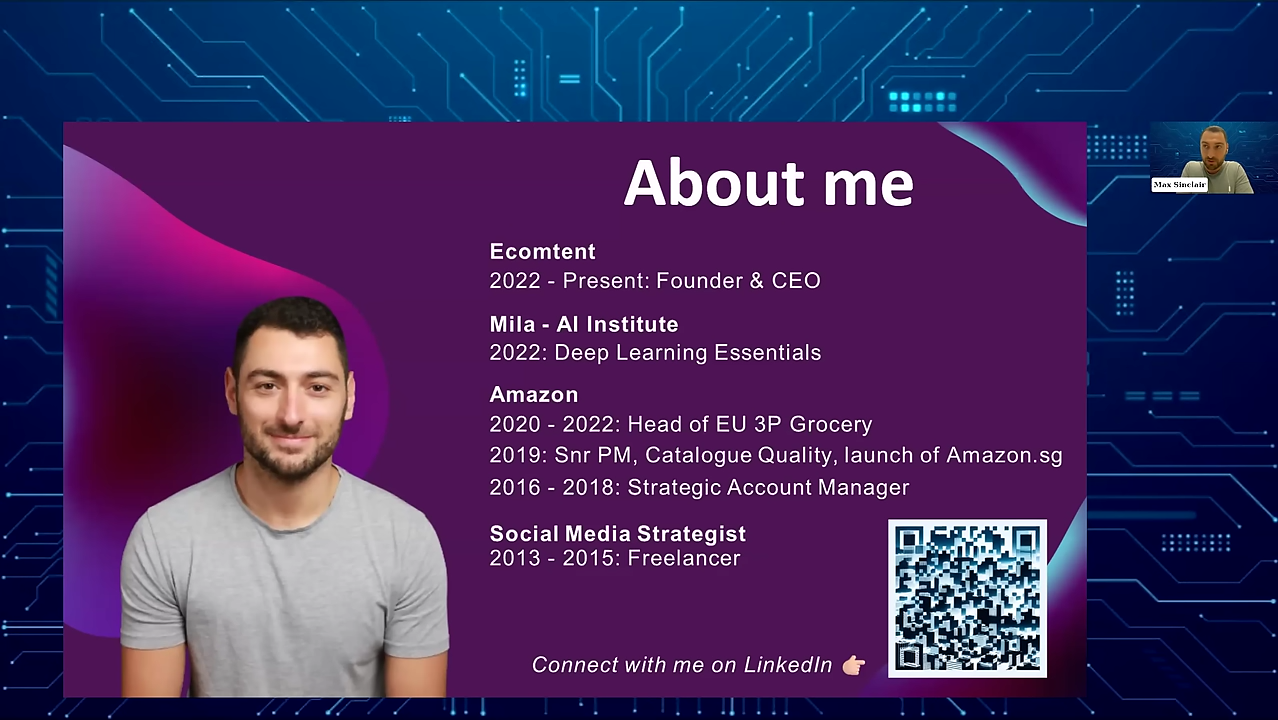 About me
Ecomtent
2022 - Present: Founder & CEO
Mila - AI Institute
2022: Deep Learning Essentials
Amazon
2020 - 2022: Head of EU 3P Grocery
2019: Snr PM, Catalogue Quality, launch of Amazon.sg
2016 - 2018: Strategic Account Manager
Social Media Strategist
2013 - 2015: Freelancer
Connect with me on LinkedIn 👉🏼
Max Sinclair